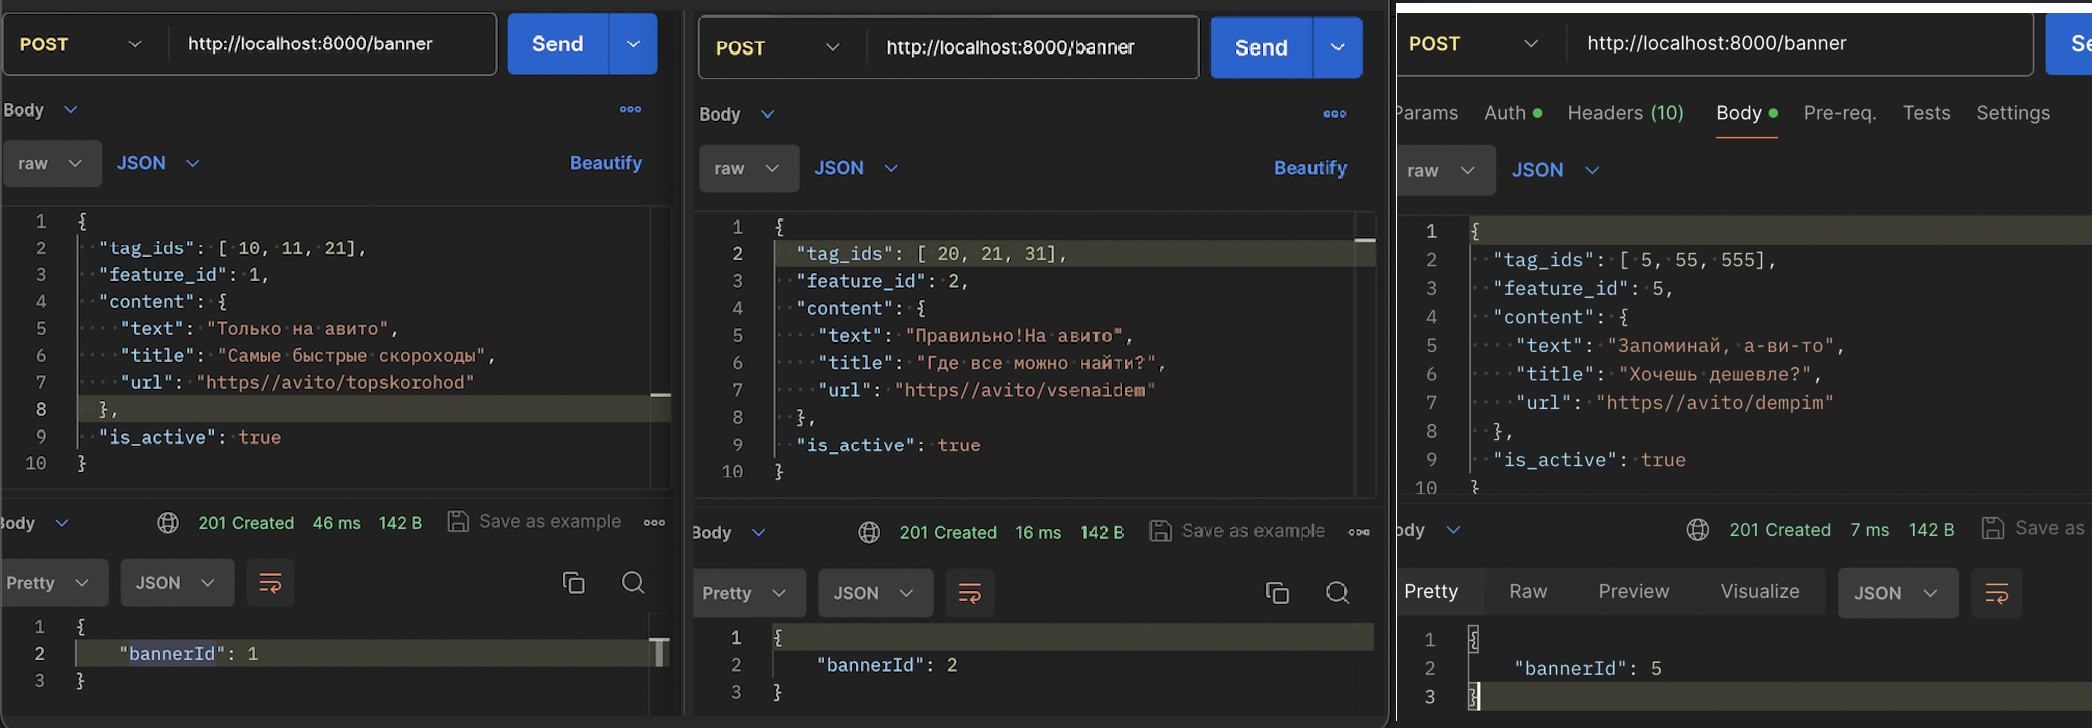 POST http://localhost:8000/banner Send
Body
raw JSON Beautify
1 {
2 "tag_ids": [ 10, 11, 21],
3 "feature_id": 1,
4 "content": {
5 "text": "Только на авито",
6 "title": "Самые быстрые скороходы",
7 "url": "https//avito/topskorohod"
8 },
9 "is_active": true
10 }
Body 201 Created 46 ms 142 B Save as example
Pretty JSON
1 {
2 "bannerId": 1
3 }
POST http://localhost:8000/banner Send
Body
raw JSON Beautify
1 {
2 "tag_ids": [ 20, 21, 31],
3 "feature_id": 2,
4 "content": {
5 "text": "Правильно!На авито",
6 "title": "Где все можно найти?",
7 "url": "https//avito/vsenaidem"
8 },
9 "is_active": true
10 }
Body 201 Created 16 ms 142 B Save as example
Pretty JSON
1 {
2 "bannerId": 2
3 }
POST http://localhost:8000/banner Se
Params Auth Headers (10) Body Pre-req. Tests Settings
raw JSON
1 {
2 "tag_ids": [ 5, 55, 555],
3 "feature_id": 5,
4 "content": {
5 "text": "Запоминай, а-ви-то",
6 "title": "Хочешь дешевле?",
7 "url": "https//avito/dempim"
8 },
9 "is_active": true
10 }
ody 201 Created 7 ms 142 B Save as
Pretty Raw Preview Visualize JSON
1 {
2 "bannerId": 5
3 }